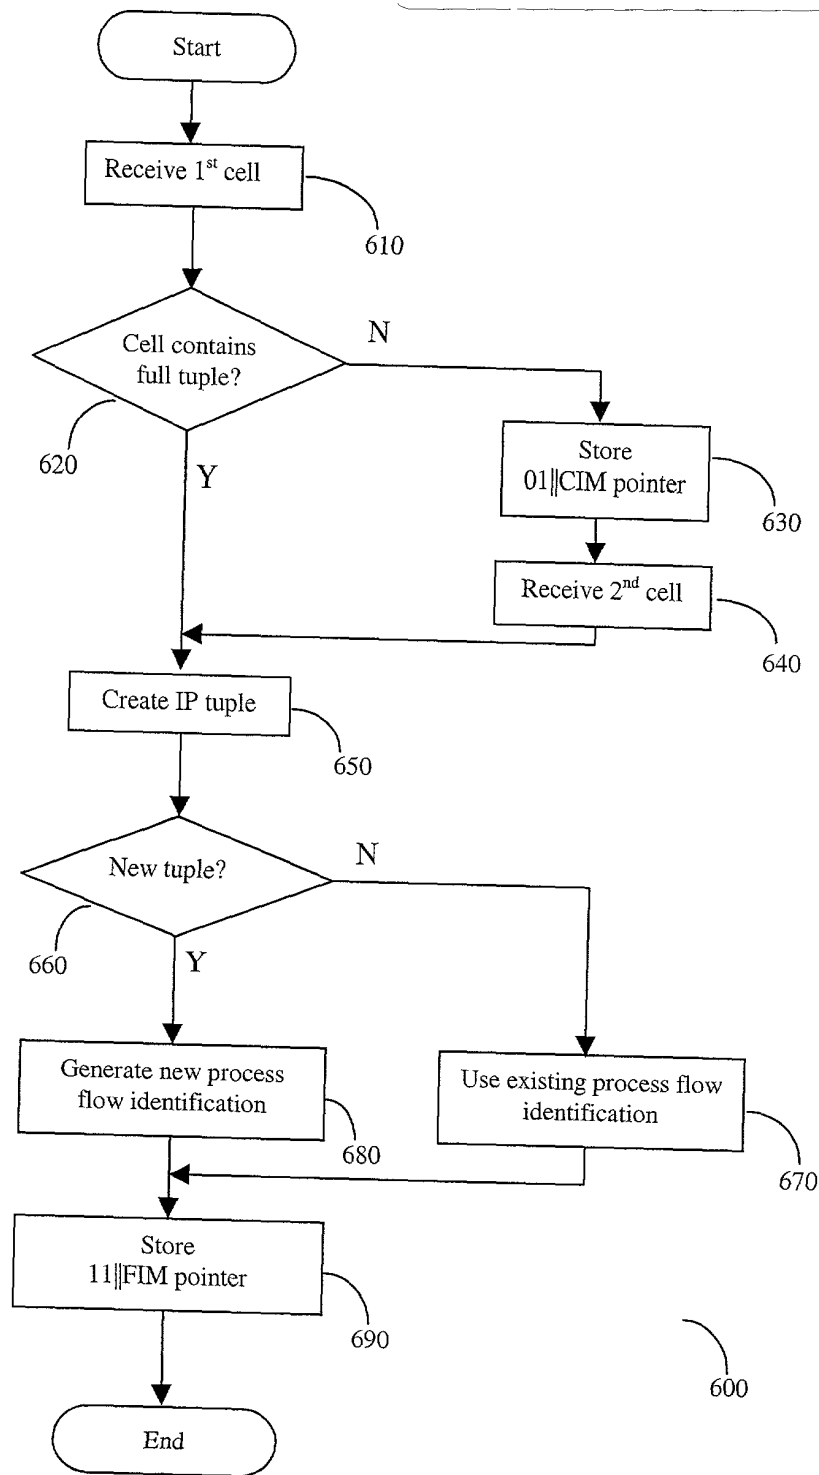 Start
Receive 1st cell
610
Cell contains
full tuple?
N
620
Y
Store
01||CIM pointer
630
Receive 2nd cell
640
Create IP tuple
650
New tuple?
N
660
Y
Generate new process
flow identification
680
Use existing process flow
identification
670
Store
11||FIM pointer
690
600
End